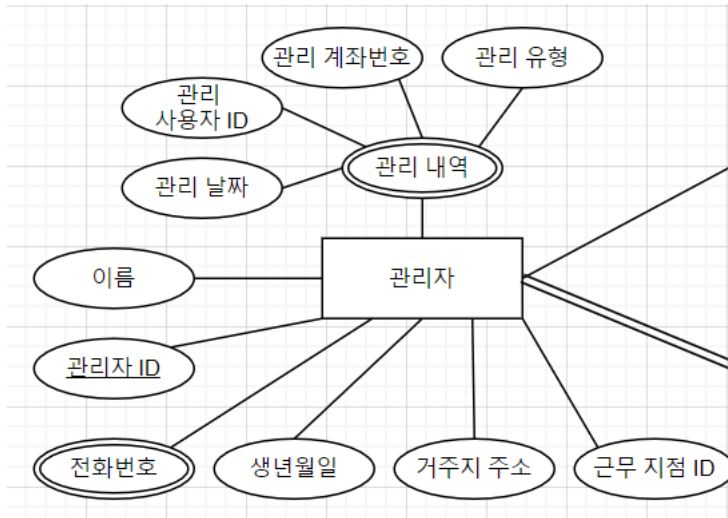 관리 계좌번호
관리 유형
관리
사용자 ID
관리 내역
관리 날짜
이름
관리자
관리자 ID
전화번호
생년월일
거주지 주소
근무 지점 ID